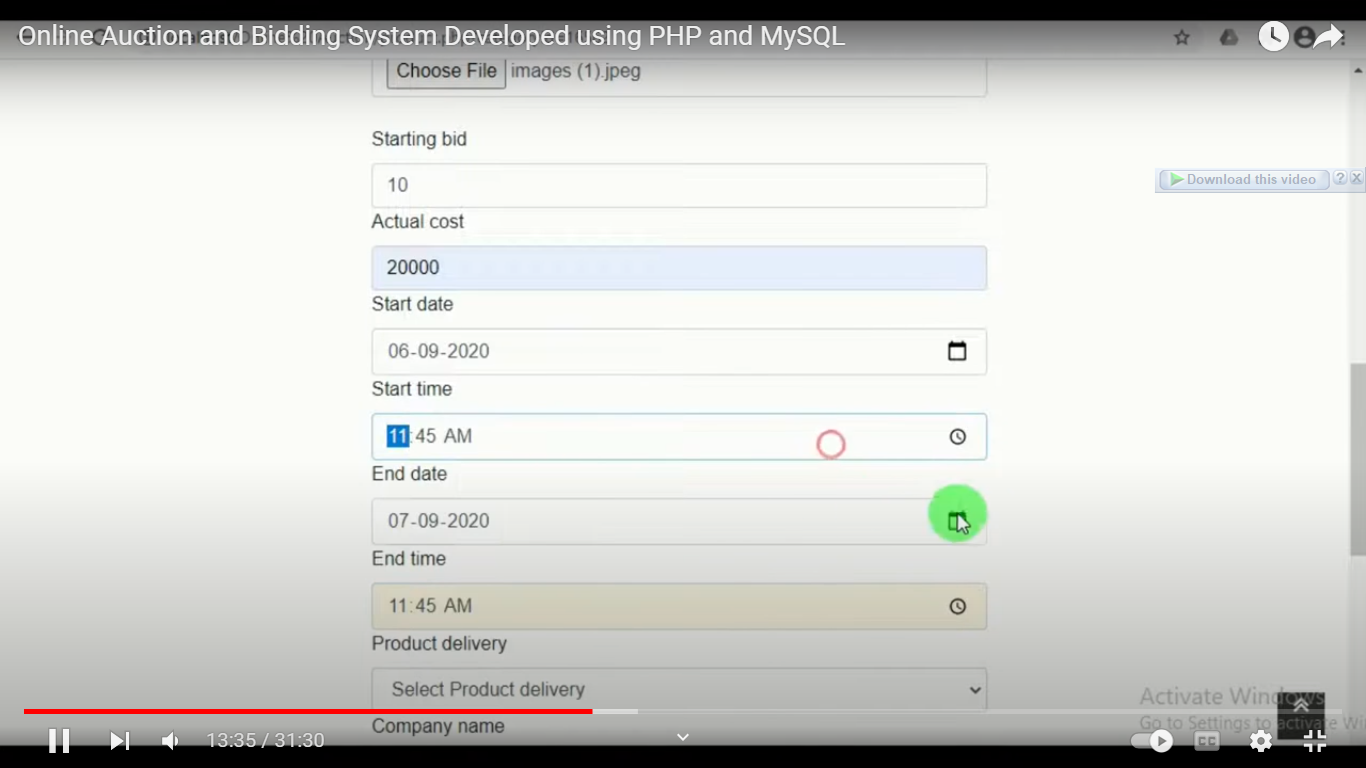 Online Auction and Bidding System Developed using PHP and MySQL
Choose File images (1).jpeg
Download this video ? X
Starting bid
10
Actual cost
20000
Start date
06-09-2020
Start time
11:45 AM
End date
07-09-2020
End time
11:45 AM
Product delivery
Select Product delivery
Activate Windows
Company name
Go to Settings to activate Wi
13:35 / 31:30
CC